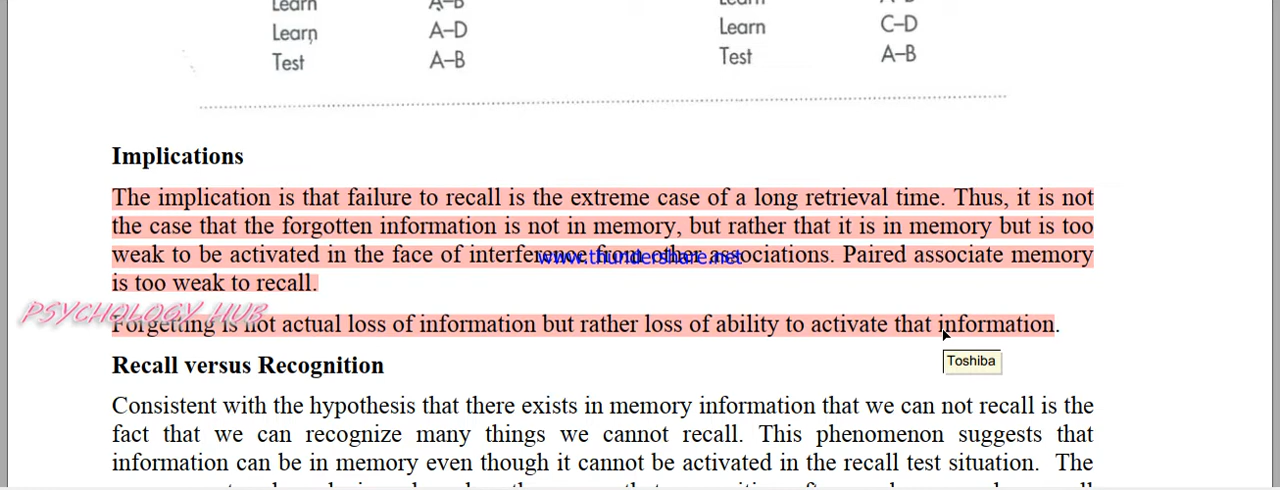 Learn A–B Learn A–B
Learn A–D Learn C–D
Test A–B Test A–B
Implications
The implication is that failure to recall is the extreme case of a long retrieval time. Thus, it is not
the case that the forgotten information is not in memory, but rather that it is in memory but is too
weak to be activated in the face of interference from other associations. Paired associate memory
www.thundershare.net
is too weak to recall.
PSYCHOLOGY HUB
Forgetting is not actual loss of information but rather loss of ability to activate that information.
Toshiba
Recall versus Recognition
Consistent with the hypothesis that there exists in memory information that we can not recall is the
fact that we can recognize many things we cannot recall. This phenomenon suggests that
information can be in memory even though it cannot be activated in the recall test situation. The